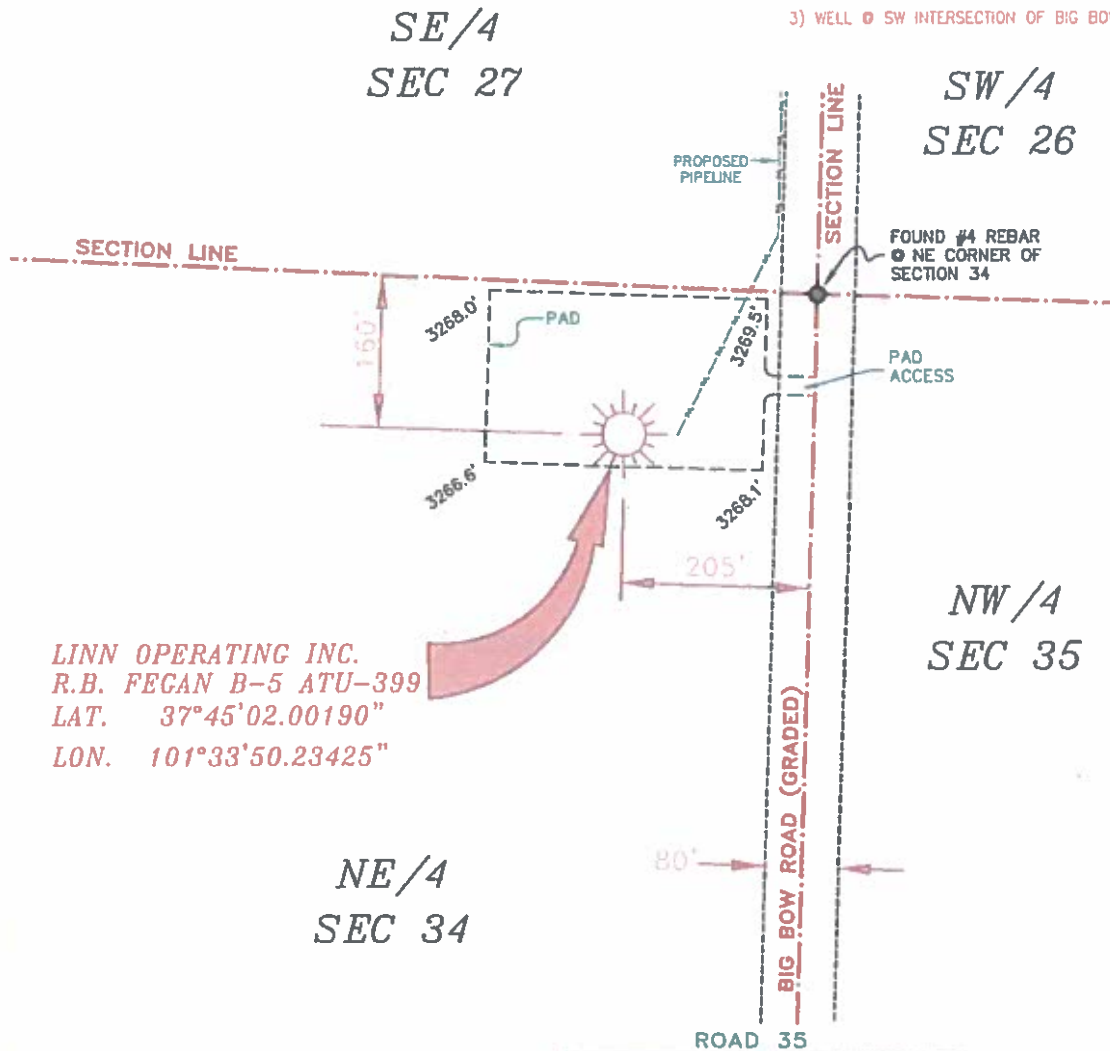 3) WELL @ SW INTERSECTION OF BIG
SE/4
SEC 27
SW/4
SEC 26
PROPOSED
PIPELINE
SECTION LINE
SECTION LINE
FOUND #4 REBAR
@ NE CORNER OF
SECTION 34
160'
3268.0'
PAD
3269.5'
PAD
ACCESS
3266.6'
3268.1'
205'
NW/4
SEC 35
LINN OPERATING INC.
R.B. FEGAN B-5 ATU-399
LAT. 37°45'02.00190"
LON. 101°33'50.23425"
BIG BOW ROAD (GRADED)
80'
NE/4
SEC 34
ROAD 35